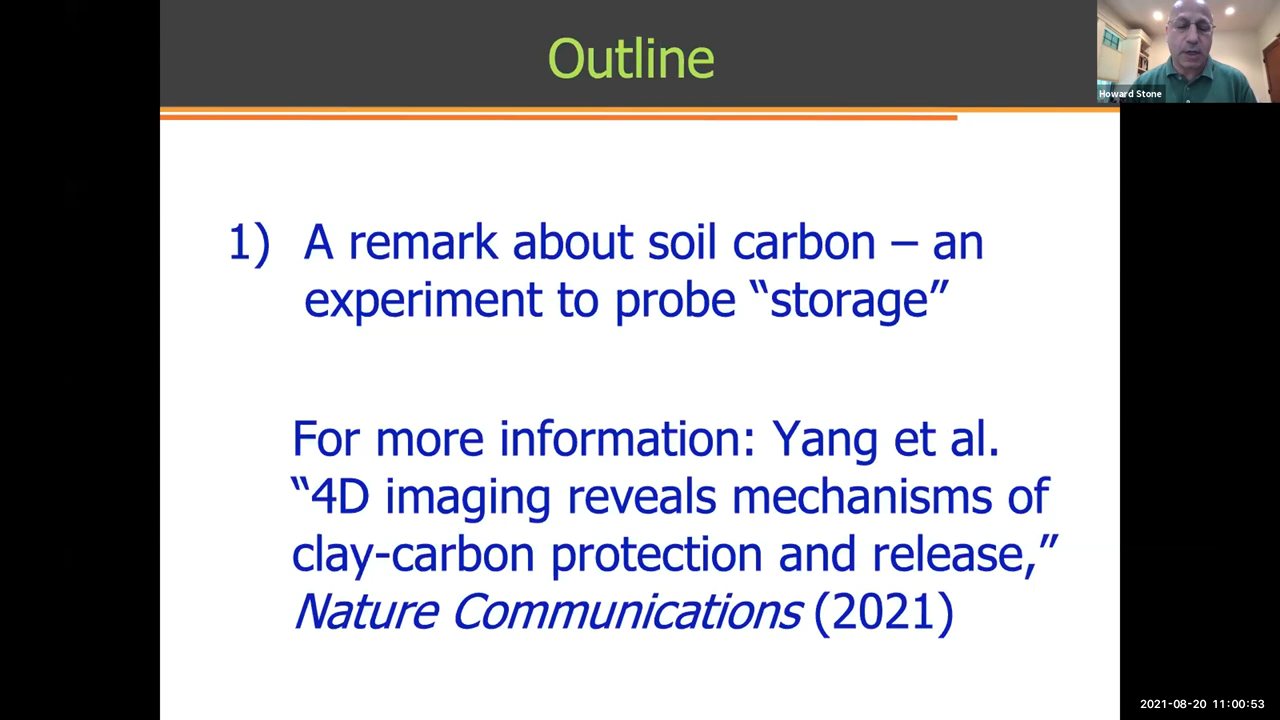 Outline
Howard Stone
1) A remark about soil carbon – an
experiment to probe “storage”
For more information: Yang et al.
“4D imaging reveals mechanisms of
clay-carbon protection and release,”
Nature Communications (2021)
2021-08-20 11:00:53